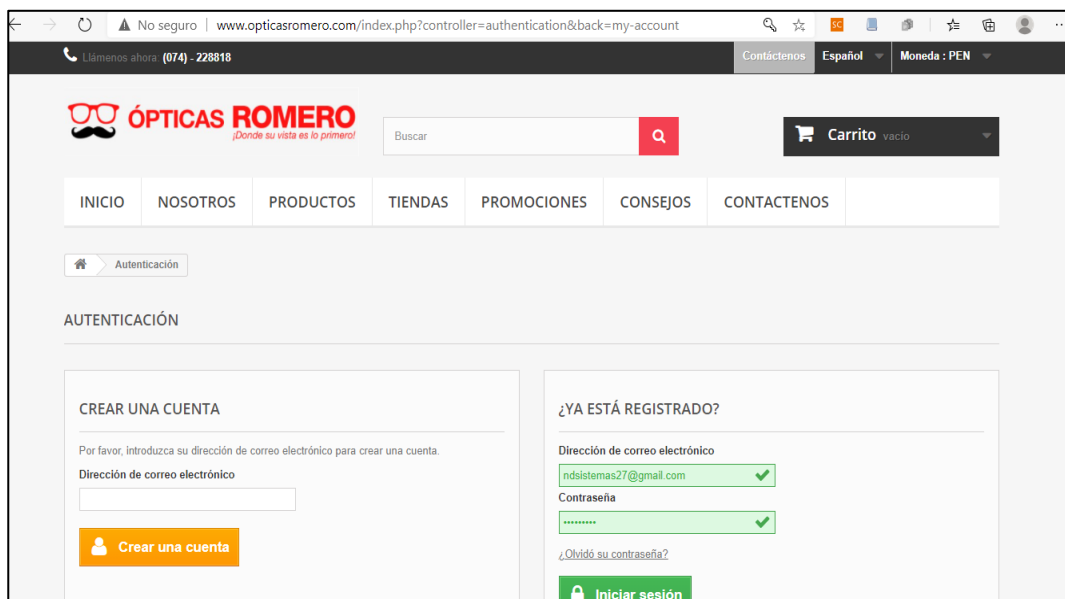 No seguro | www.opticasromero.com/index.php?controller=authentication&back=my-account
SC
Llámenos ahora: (074) - 228818
Contáctenos
Español
Moneda : PEN
ÓPTICAS ROMERO
¡Donde su vista es lo primero!
Buscar
Carrito vacío
INICIO
NOSOTROS
PRODUCTOS
TIENDAS
PROMOCIONES
CONSEJOS
CONTACTENOS
Autenticación
AUTENTICACIÓN
CREAR UNA CUENTA
Por favor, introduzca su dirección de correo electrónico para crear una cuenta.
Dirección de correo electrónico
Crear una cuenta
¿YA ESTÁ REGISTRADO?
Dirección de correo electrónico
ndsistemas27@gmail.com
Contraseña
•••••••••
¿Olvidó su contraseña?
Iniciar sesión